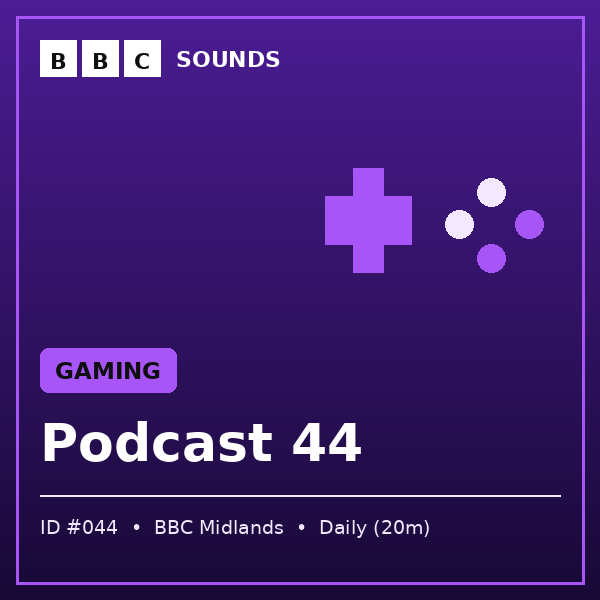 BBC SOUNDS
GAMING
Podcast 44
ID #044 • BBC Midlands • Daily (20m)